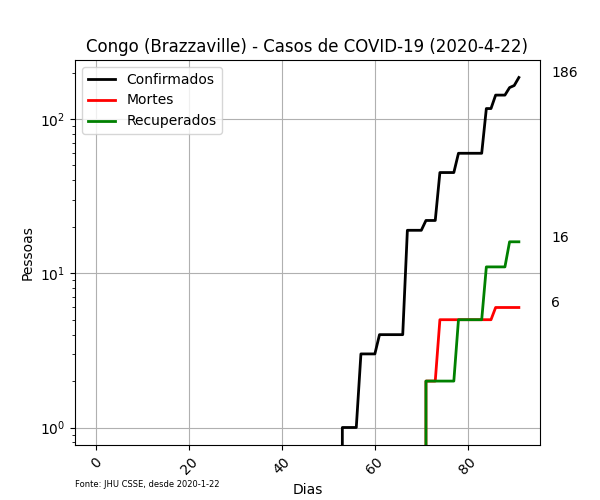 Congo (Brazzaville) - Casos de COVID-19 (2020-4-22)
Confirmados
Mortes
Recuperados
186
16
6
10²
10¹
10⁰
Pessoas
0
20
40
60
80
Dias
Fonte: JHU CSSE, desde 2020-1-22